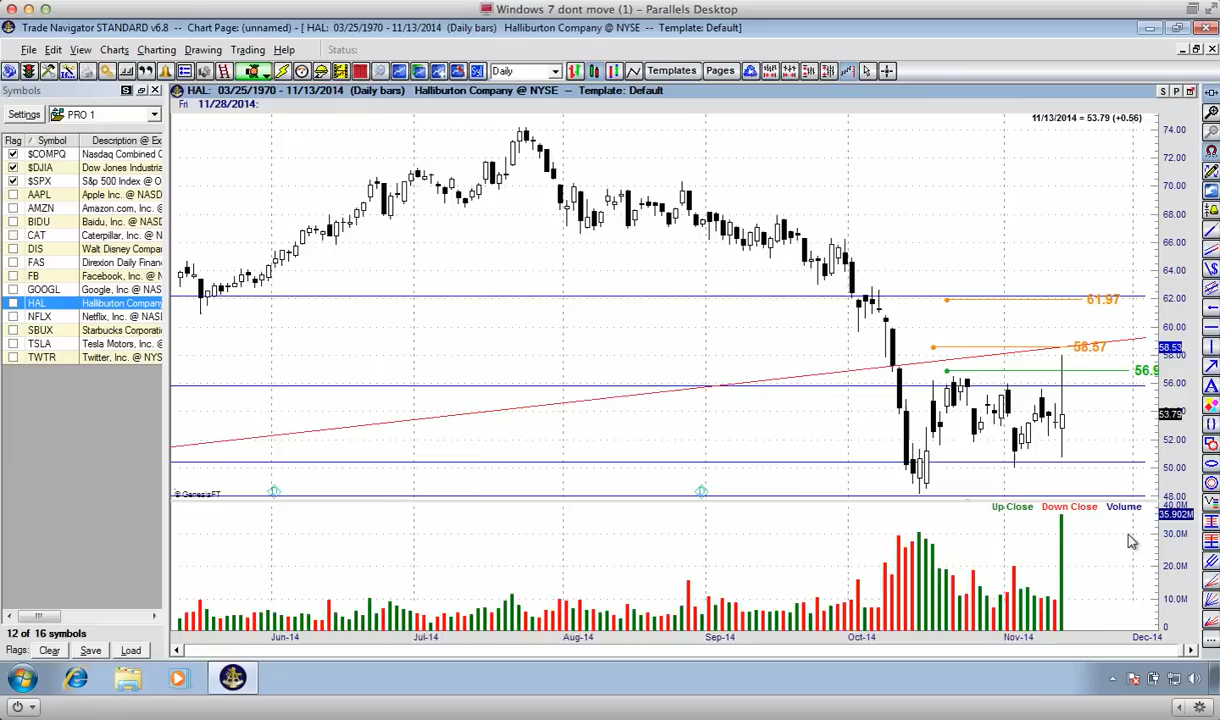 Windows 7 dont move (1) - Parallels Desktop
Trade Navigator STANDARD v6.8 -- Chart Page: (unnamed) - [ HAL: 03/25/1970 - 11/13/2014 (Daily bars) Halliburton Company @ NYSE -- Template: Default]
File Edit View Charts Charting Drawing Trading Help Status:
Daily Templates Pages
Symbols S
HAL: 03/25/1970 - 11/13/2014 (Daily bars) Halliburton Company @ NYSE -- Template: Default S P
Fri 11/28/2014:
Settings PRO 1
11/13/2014 = 53.79 (+0.56)
Flag Symbol Description @ Ex
$COMPQ Nasdaq Combined C
$DJIA Dow Jones Industria
$SPX S&p 500 Index @ O
AAPL Apple Inc. @ NASD
AMZN Amazon.com, Inc. @
BIDU Baidu, Inc. @ NASD
CAT Caterpillar, Inc. @ N
DIS Walt Disney Compa
FAS Direxion Daily Finan
FB Facebook, Inc. @ N
GOOGL Google, Inc. @ NAS
HAL Halliburton Company
NFLX Netflix, Inc. @ NASD
SBUX Starbucks Corporatio
TSLA Tesla Motors, Inc. @
TWTR Twitter, Inc. @ NYS
74.00
72.00
70.00
68.00
66.00
64.00
62.00
61.97
60.00
58.57
58.53
58.00
56.9
56.00
53.79
52.00
50.00
48.00
© GenesisFT
Up Close Down Close Volume
40.0M
35.902M
30.0M
20.0M
10.0M
0
Jun-14 Jul-14 Aug-14 Sep-14 Oct-14 Nov-14 Dec-14
12 of 16 symbols
Flags: Clear Save Load